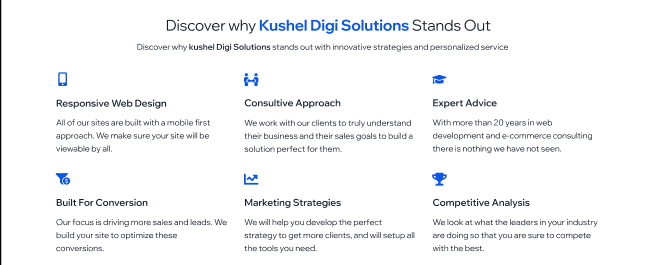 Discover why Kushel Digi Solutions Stands Out
Discover why kushel Digi Solutions stands out with innovative strategies and personalized service
Responsive Web Design
All of our sites are built with a mobile first
approach. We make sure your site will be
viewable by all.
Consultive Approach
We work with our clients to truly understand
their business and their sales goals to build a
solution perfect for them.
Expert Advice
With more than 20 years in web
development and e-commerce consulting
there is nothing we have not seen.
Built For Conversion
Our focus is driving more sales and leads. We
build your site to optimize these
conversions.
Marketing Strategies
We will help you develop the perfect
strategy to get more clients, and will setup all
the tools you need.
Competitive Analysis
We look at what the leaders in your industry
are doing so that you are sure to compete
with the best.